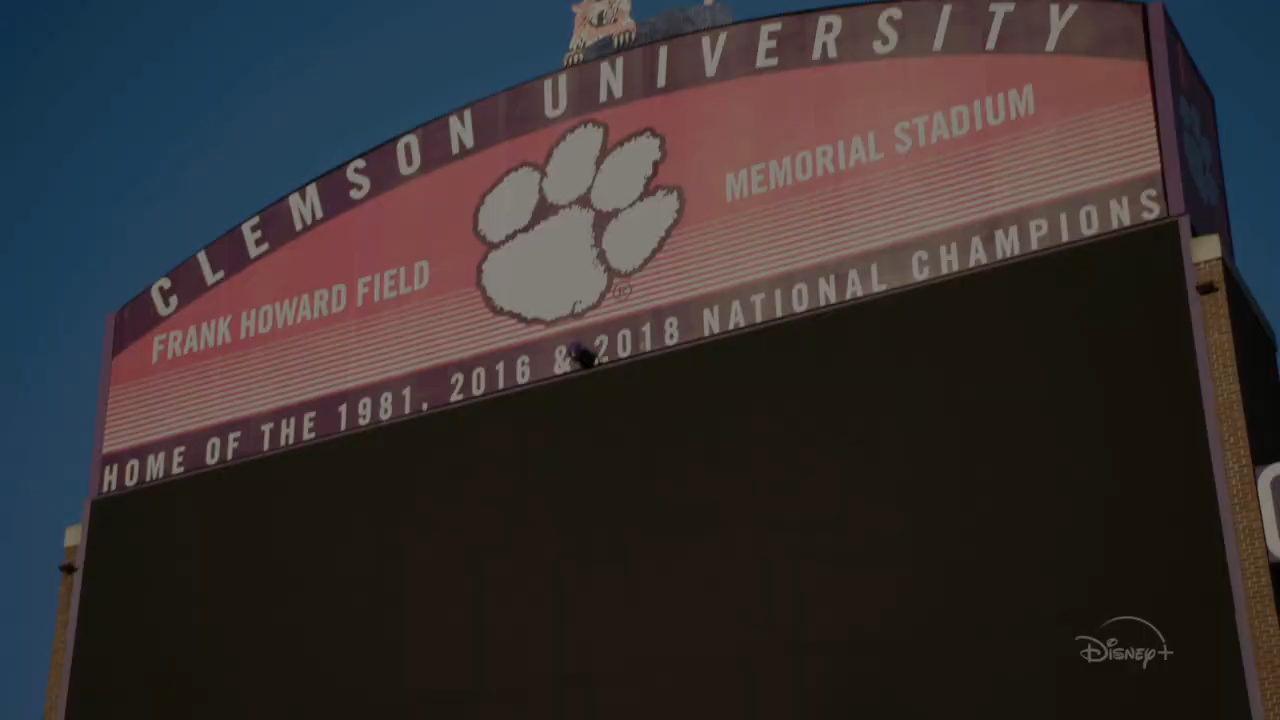 CLEMSON UNIVERSITY
FRANK HOWARD FIELD
MEMORIAL STADIUM
®
HOME OF THE 1981, 2016 & 2018 NATIONAL CHAMPIONS
Disney+